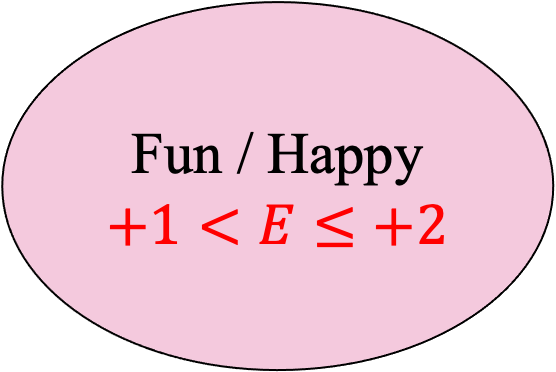 Fun / Happy
+1 < E ≤ +2